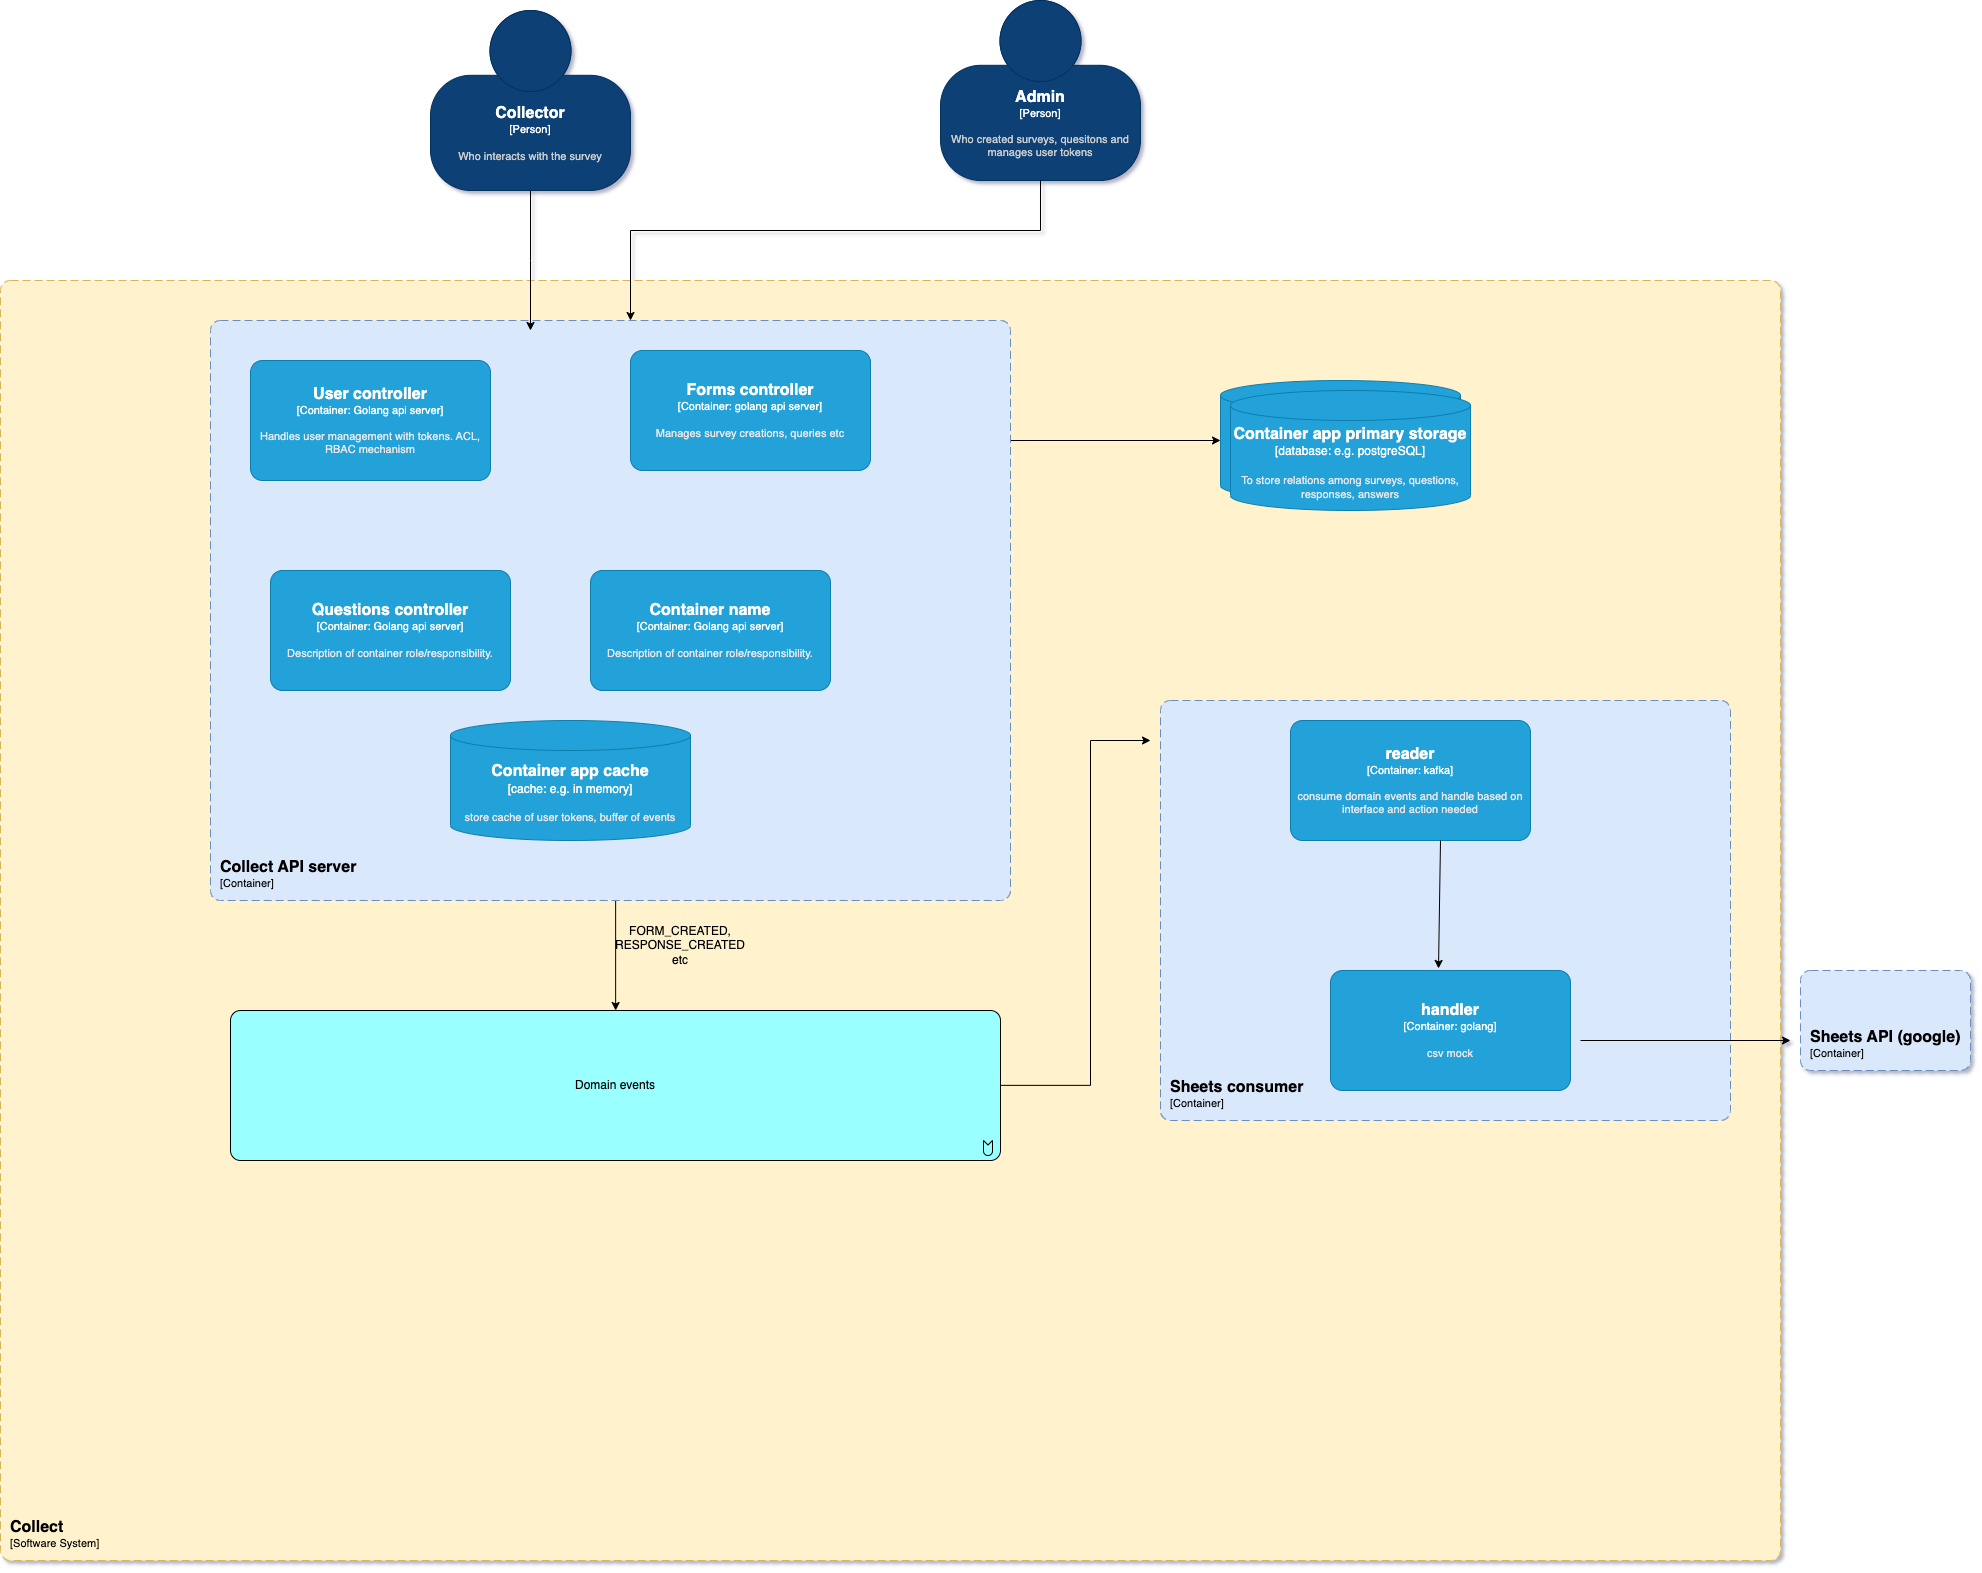 Collector
[Person]
Who interacts with the survey
Admin
[Person]
Who created surveys, quesitons and
manages user tokens
User controller
[Container: Golang api server]
Handles user management with tokens. ACL,
RBAC mechanism
Forms controller
[Container: golang api server]
Manages survey creations, queries etc
Container app primary storage
[database: e.g. postgreSQL]
To store relations among surveys, questions,
responses, answers
Questions controller
[Container: Golang api server]
Description of container role/responsibility.
Container name
[Container: Golang api server]
Description of container role/responsibility.
Container app cache
[cache: e.g. in memory]
store cache of user tokens, buffer of events
Collect API server
[Container]
reader
[Container: kafka]
consume domain events and handle based on
interface and action needed
FORM_CREATED,
RESPONSE_CREATED
etc
Domain events
handler
[Container: golang]
csv mock
Sheets consumer
[Container]
Sheets API (google)
[Container]
Collect
[Software System]